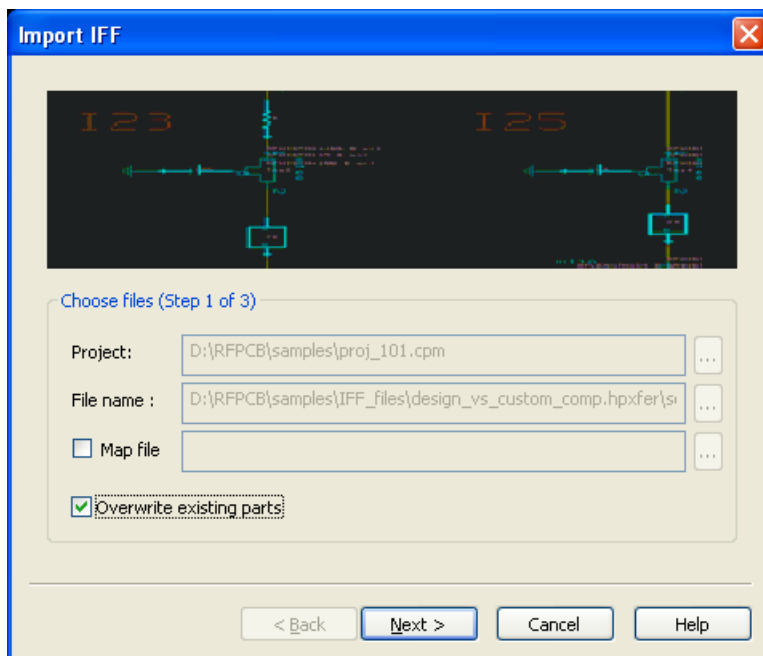 Import IFF
I23
I25
Choose files (Step 1 of 3)
Project:
D:\RFPCB\samples\proj_101.cpm
...
File name :
D:\RFPCB\samples\IFF_files\design_vs_custom_comp.hpxfer\s
...
Map file
...
Overwrite existing parts
< Back
Next >
Cancel
Help